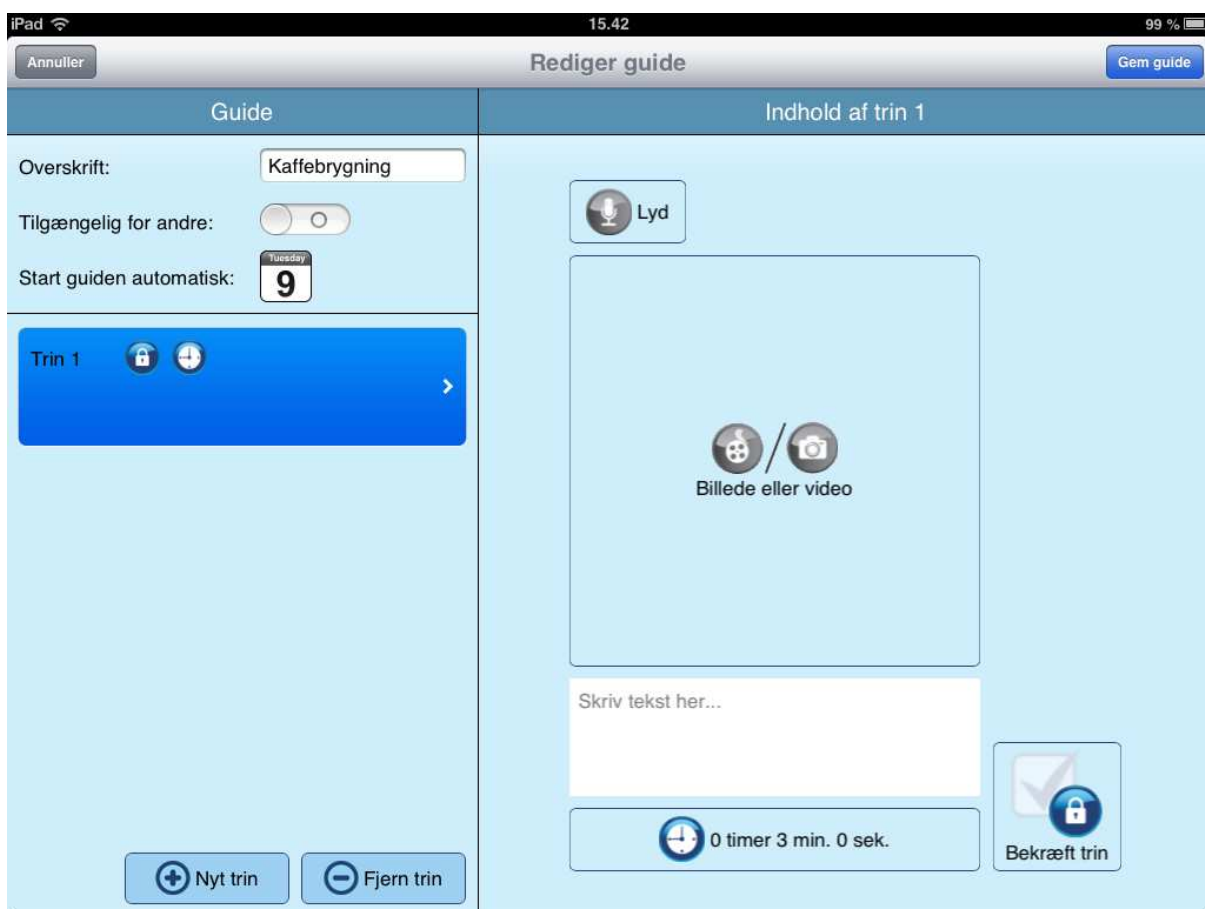 iPad 15.42 99 %
Annuller Rediger guide Gem guide
Guide
Overskrift: Kaffebrygning
Tilgængelig for andre:
Start guiden automatisk: Tuesday 9
Trin 1
Nyt trin Fjern trin
Indhold af trin 1
Lyd
Billede eller video
Skriv tekst her...
0 timer 3 min. 0 sek.
Bekræft trin